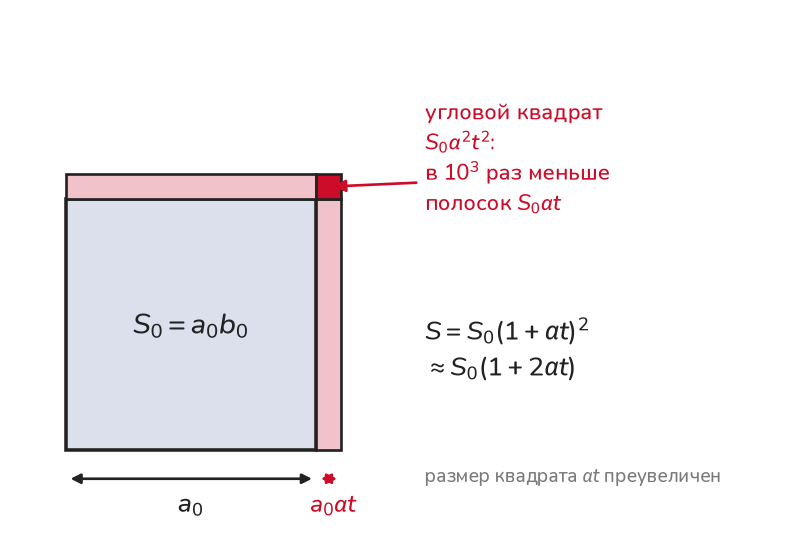 угловой квадрат
S₀α²t²:
в 10³ раз меньше
полосок S₀αt
S₀ = a₀b₀
S = S₀(1 + αt)²
≈ S₀(1 + 2αt)
размер квадрата αt преувеличен
a₀
a₀αt